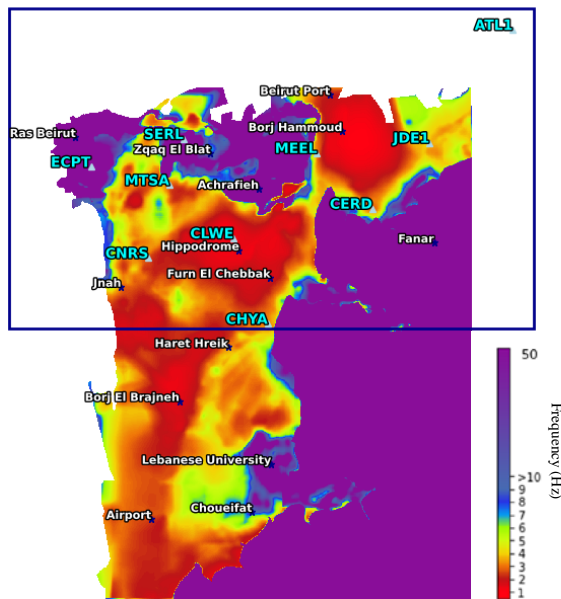 ATL1
Beirut Port
Ras Beirut
SERL
Borj Hammoud
JDE1
Zqaq El Blat
MEEL
ECPT
MTSA
Achrafieh
CERD
CLWE
Fanar
Hippodrome
CNRS
Furn El Chebbak
Jnah
CHYA
Haret Hreik
Borj El Brajneh
Lebanese University
Choueifat
Airport
50
>10
9
8
7
6
5
4
3
2
1
Frequency (Hz)